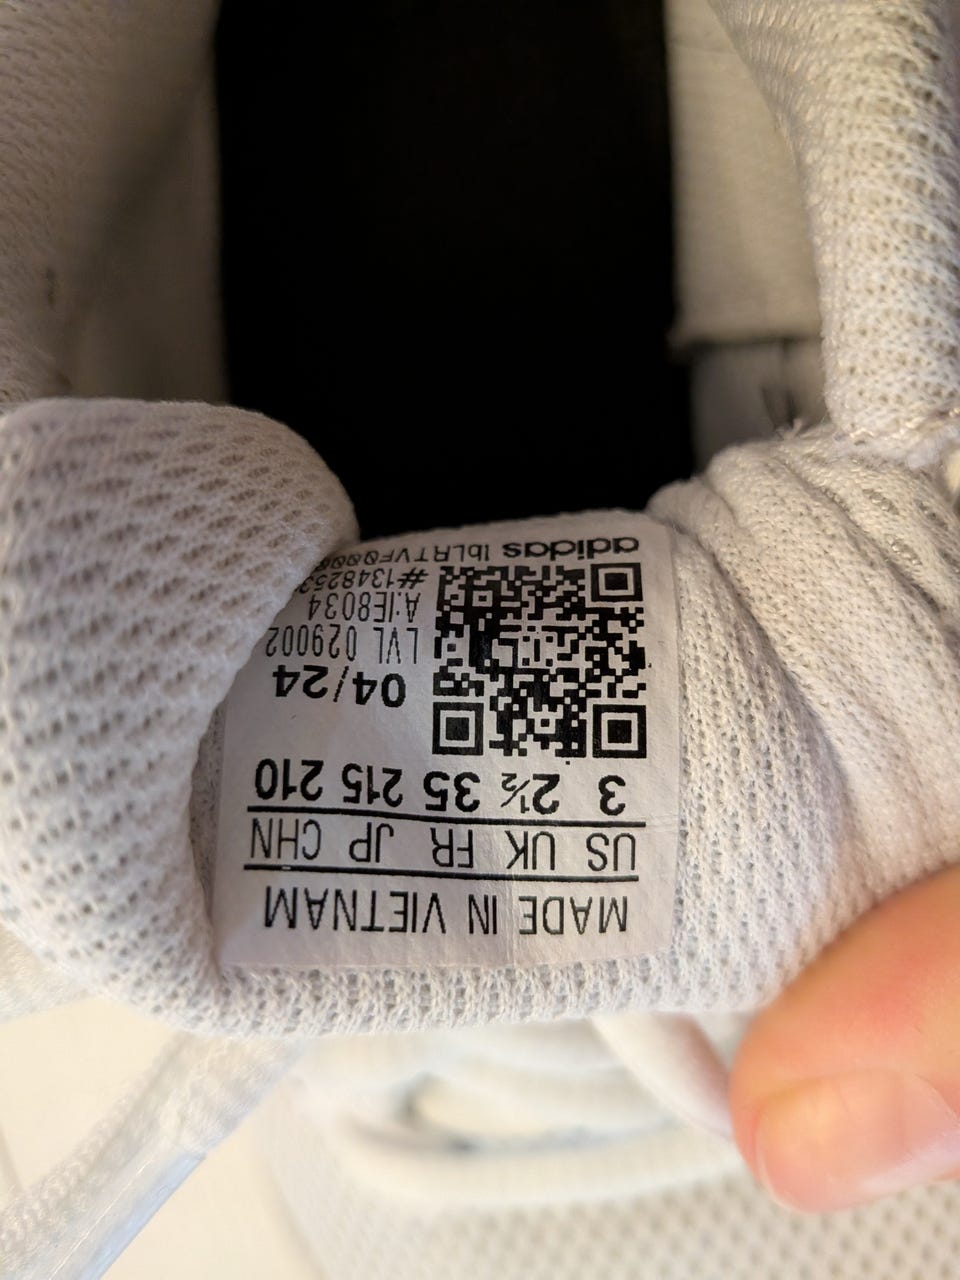 MADE IN VIETNAM
US UK FR JP CHN
3 2½ 35 215 210
04/24
LVL 029002
A:IE8034
adidas